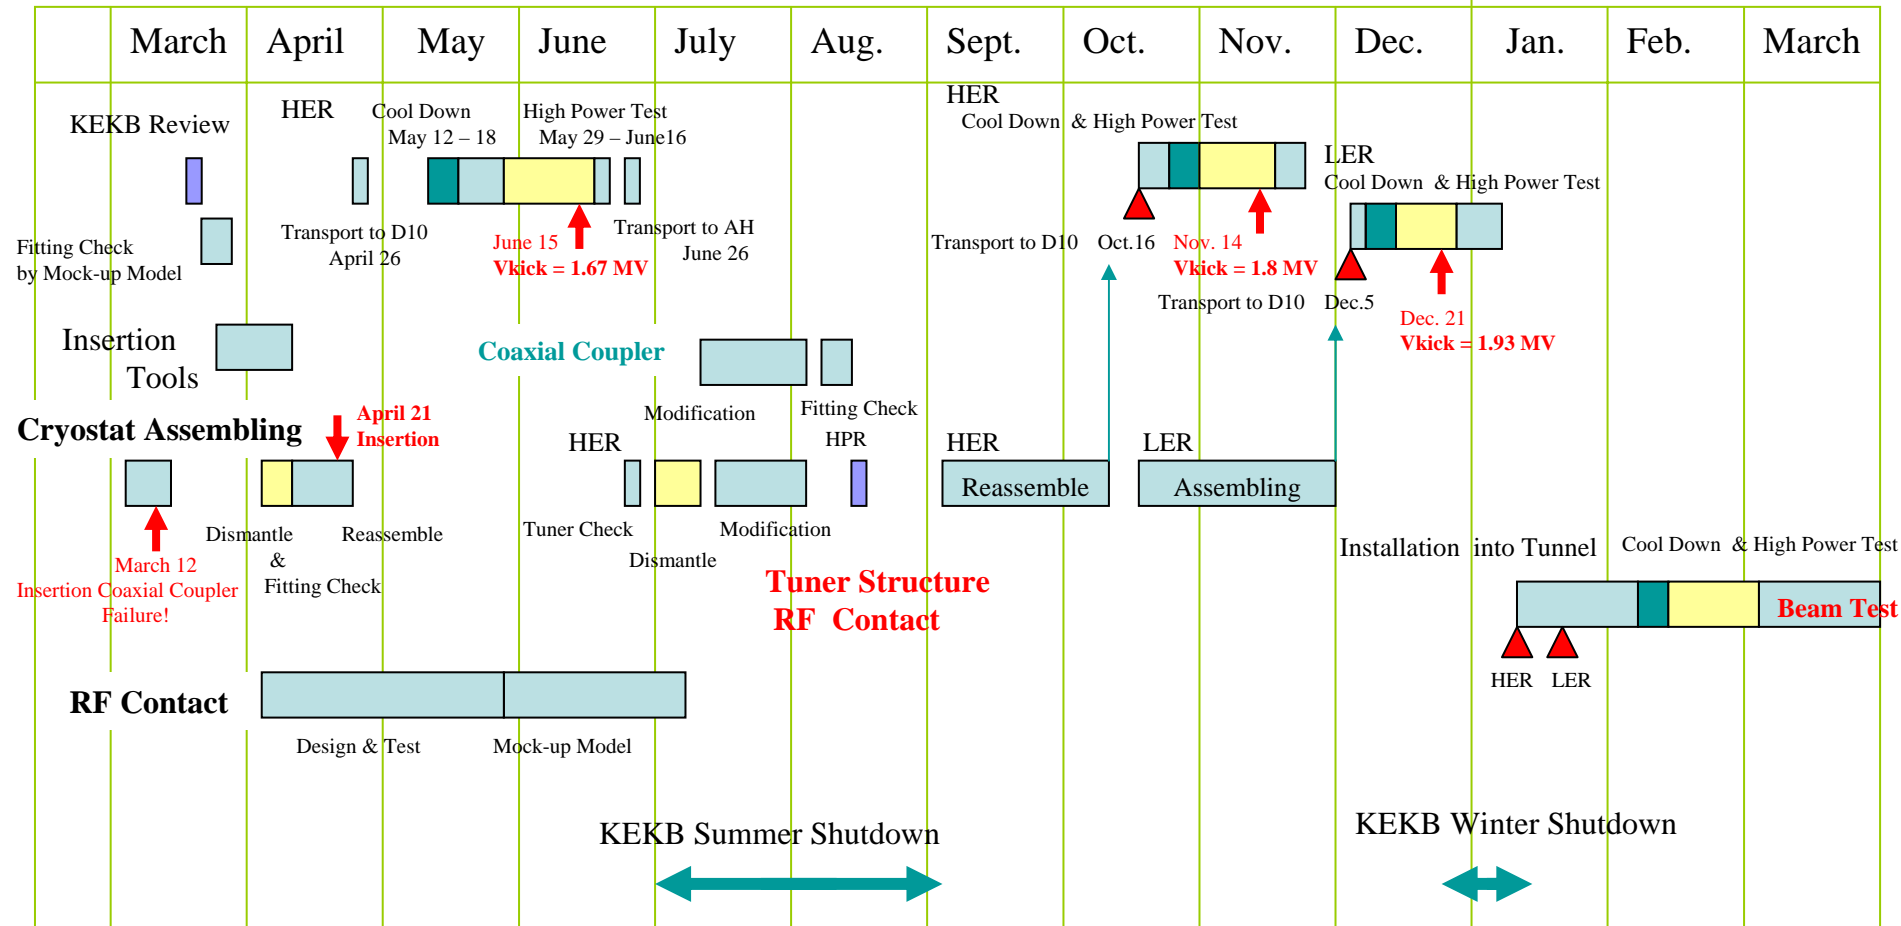 March April May June July Aug. Sept. Oct. Nov. Dec. Jan. Feb. March
KEKB Review
HER
Cool Down
May 12 – 18
High Power Test
May 29 – June16
HER
Cool Down & High Power Test
LER
Cool Down & High Power Test
Fitting Check
by Mock-up Model
Transport to D10
April 26
June 15
Vkick = 1.67 MV
Transport to AH
June 26
Transport to D10 Oct.16
Nov. 14
Vkick = 1.8 MV
Transport to D10 Dec.5
Dec. 21
Vkick = 1.93 MV
Insertion
Tools
Coaxial Coupler
Modification
Fitting Check
HPR
Cryostat Assembling
April 21
Insertion
HER
HER
LER
Reassemble
Assembling
March 12
Insertion Coaxial Coupler
Failure!
Dismantle
&
Fitting Check
Reassemble
Tuner Check
Dismantle
Modification
Tuner Structure
RF Contact
Installation into Tunnel
Cool Down & High Power Test
Beam Test
HER LER
RF Contact
Design & Test
Mock-up Model
KEKB Summer Shutdown
KEKB Winter Shutdown